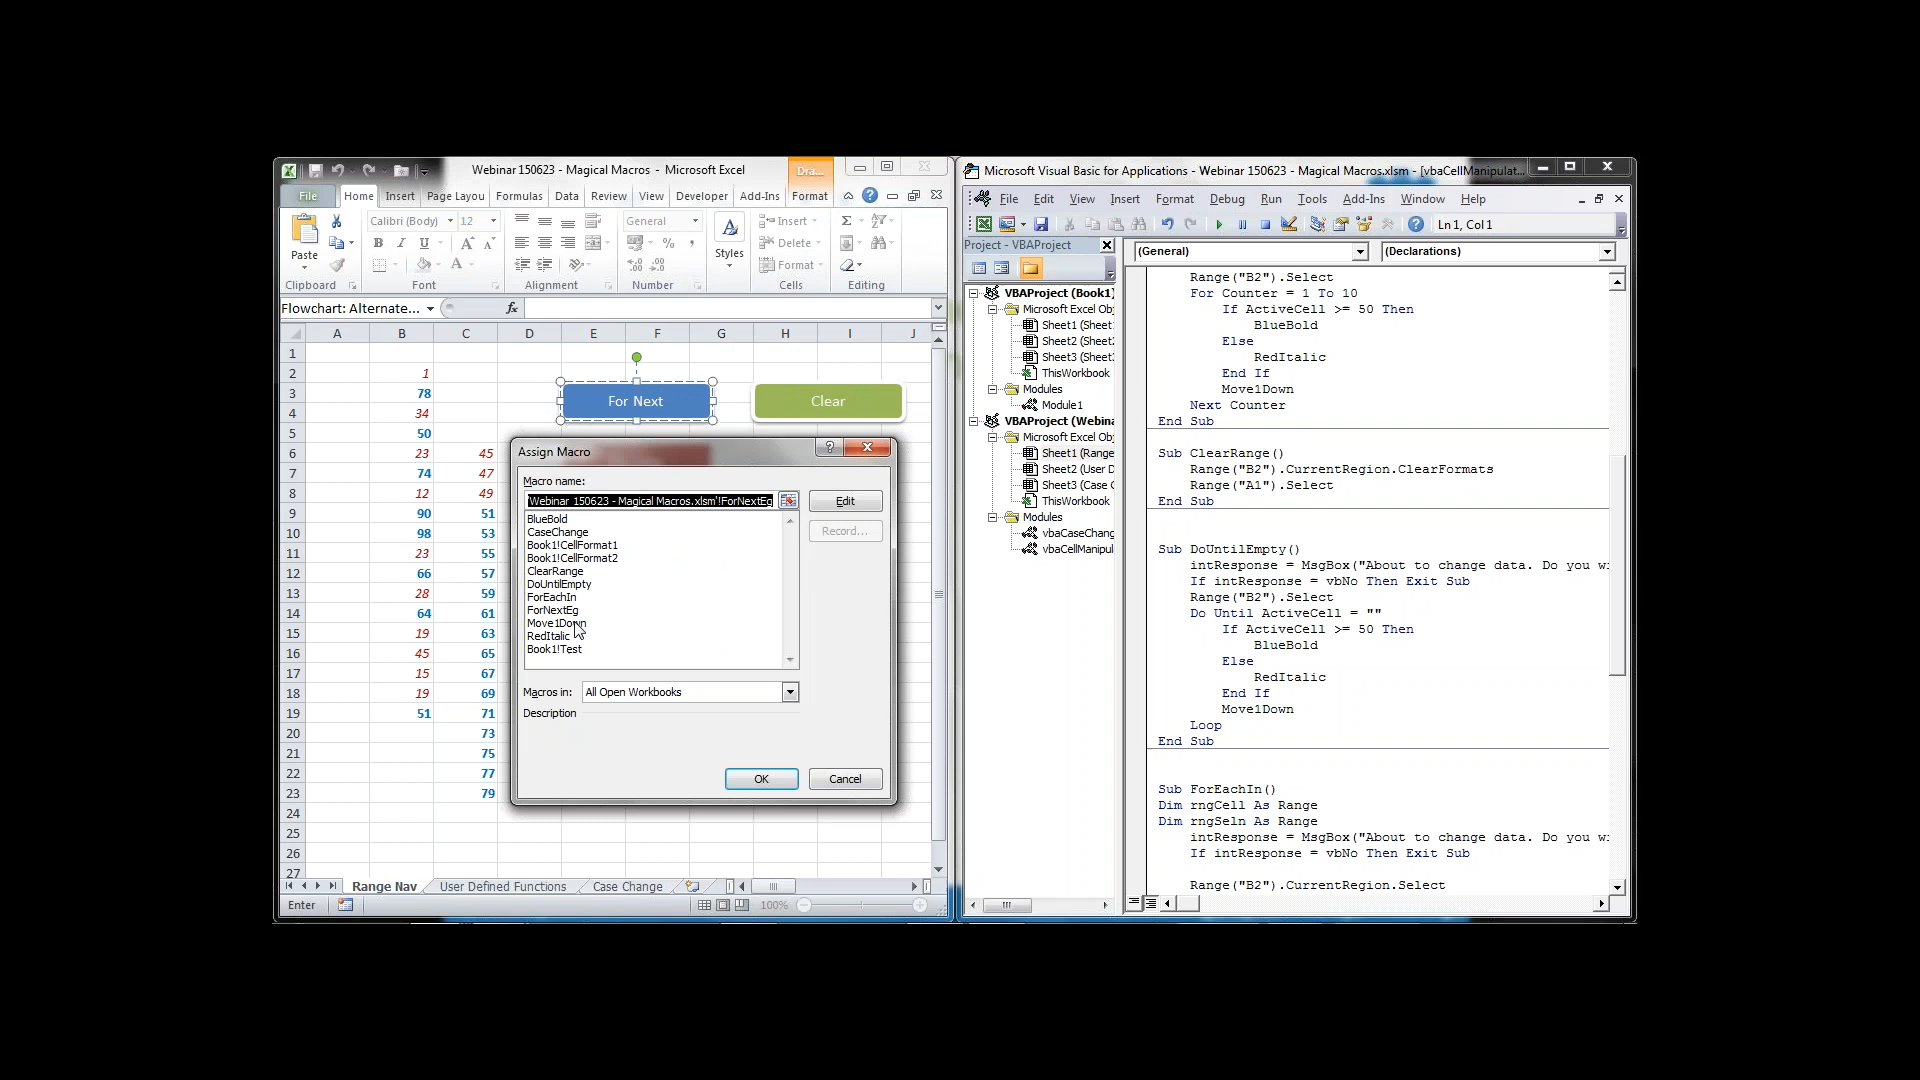 Webinar 150623 - Magical Macros - Microsoft Excel
Dra...
File Home Insert Page Layou Formulas Data Review View Developer Add-Ins Format
Paste
Calibri (Body) 12
B I U
A A
General
% ,
Styles
Insert
Delete
Format
Clipboard Font Alignment Number Cells Editing
Flowchart: Alternate... fx
A B C D E F G H I J
1
2 1
3 78
4 34
5 50
6 23 45
7 74 47
8 12 49
9 90 51
10 98 53
11 23 55
12 66 57
13 28 59
14 64 61
15 19 63
16 45 65
17 15 67
18 19 69
19 51 71
20 73
21 75
22 77
23 79
24
25
26
27
For Next
Clear
Assign Macro
Macro name:
'Webinar 150623 - Magical Macros.xlsm'!ForNextEg
Edit
Record...
BlueBold
CaseChange
Book1!CellFormat1
Book1!CellFormat2
ClearRange
DoUntilEmpty
ForEachIn
ForNextEg
Move1Down
RedItalic
Book1!Test
Macros in: All Open Workbooks
Description
OK Cancel
Range Nav User Defined Functions Case Change
Enter 100%
Microsoft Visual Basic for Applications - Webinar 150623 - Magical Macros.xlsm - [vbaCellManipulat...
File Edit View Insert Format Debug Run Tools Add-Ins Window Help
Ln 1, Col 1
Project - VBAProject
VBAProject (Book1)
Microsoft Excel Obj
Sheet1 (Sheet
Sheet2 (Sheet
Sheet3 (Sheet
ThisWorkbook
Modules
Module1
VBAProject (Webina
Microsoft Excel Obj
Sheet1 (Range
Sheet2 (User D
Sheet3 (Case C
ThisWorkbook
Modules
vbaCaseChang
vbaCellManipul
(General) (Declarations)
Range("B2").Select
For Counter = 1 To 10
If ActiveCell >= 50 Then
BlueBold
Else
RedItalic
End If
Move1Down
Next Counter
End Sub
Sub ClearRange()
Range("B2").CurrentRegion.ClearFormats
Range("A1").Select
End Sub
Sub DoUntilEmpty()
intResponse = MsgBox("About to change data. Do you wi
If intResponse = vbNo Then Exit Sub
Range("B2").Select
Do Until ActiveCell = ""
If ActiveCell >= 50 Then
BlueBold
Else
RedItalic
End If
Move1Down
Loop
End Sub
Sub ForEachIn()
Dim rngCell As Range
Dim rngSeln As Range
intResponse = MsgBox("About to change data. Do you wi
If intResponse = vbNo Then Exit Sub
Range("B2").CurrentRegion.Select